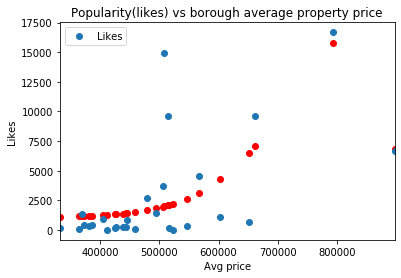 Popularity(likes) vs borough average property price
17500
15000
12500
10000
7500
5000
2500
0
Likes
Likes
400000 500000 600000 700000 800000
Avg price